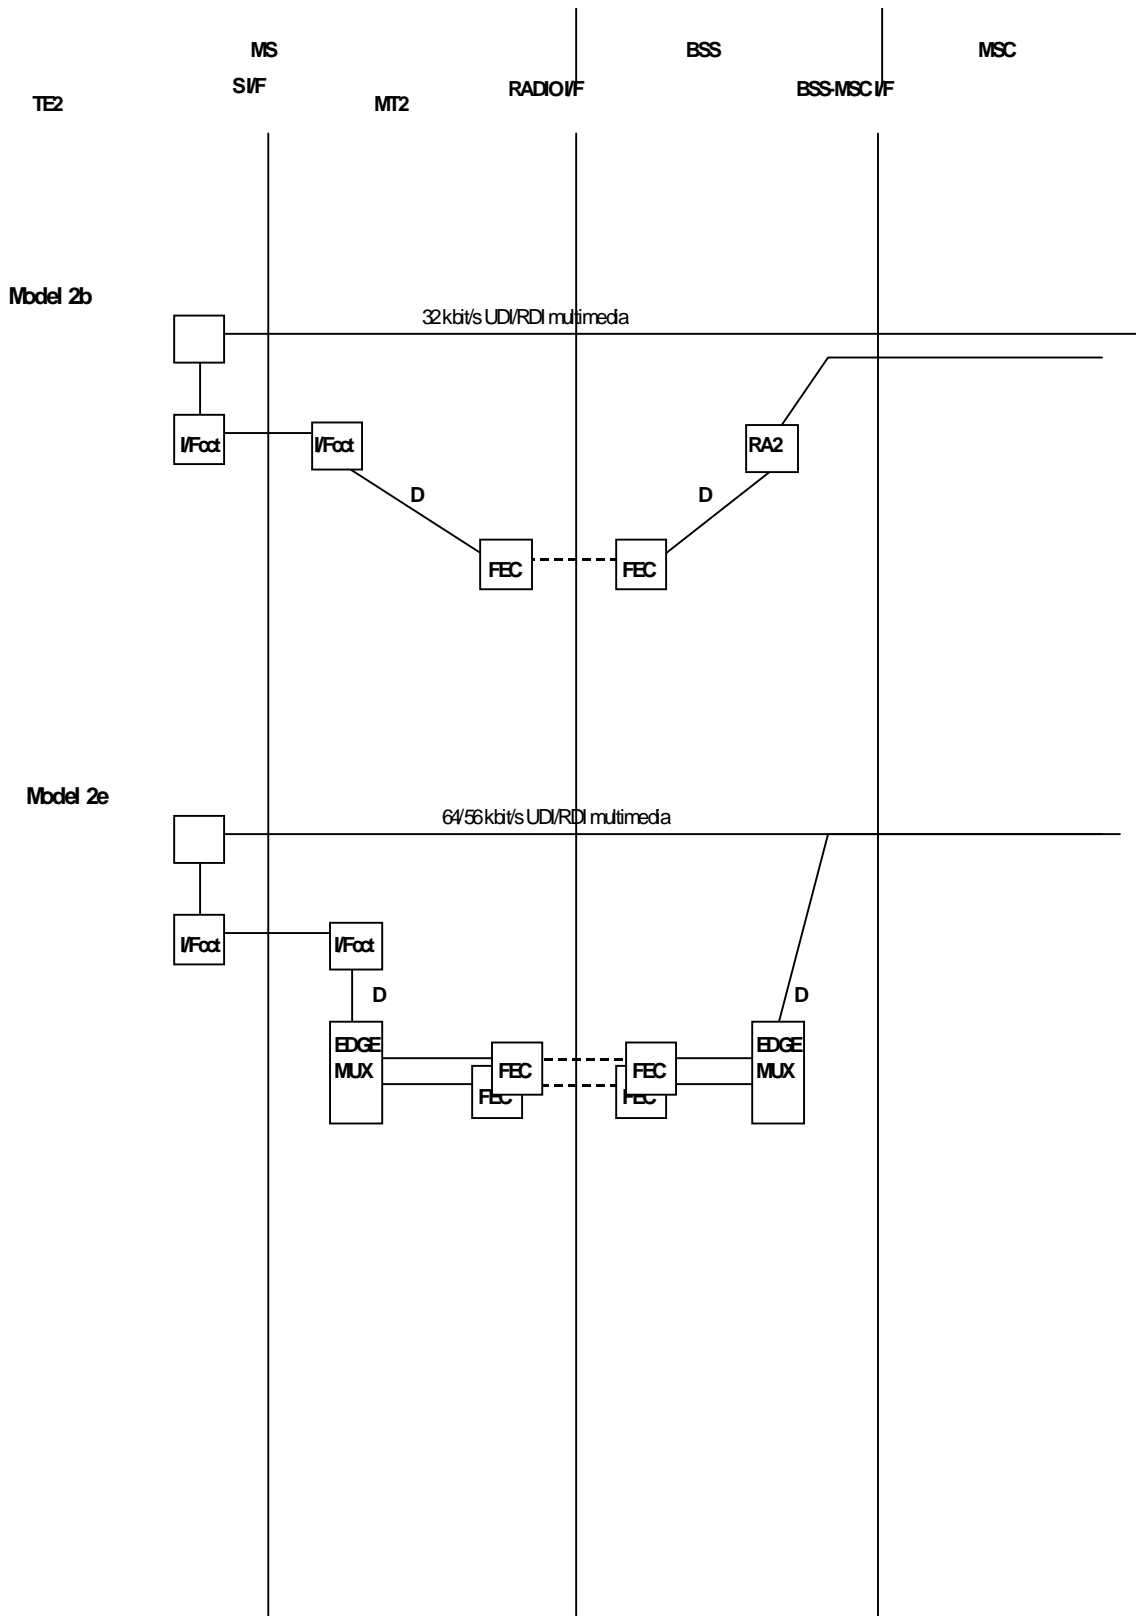 MS BSS MSC
S I/F RADIO I/F BSS-MSC I/F
TE2 MT2
Model 2b
32 kbit/s UDI/RDI multimedia
I/Fcct I/Fcct RA2
D D
FEC FEC
Model 2e
64/56 kbit/s UDI/RDI multimedia
I/Fcct I/Fcct
D D
EDGE MUX FEC FEC EDGE MUX
FEC FEC